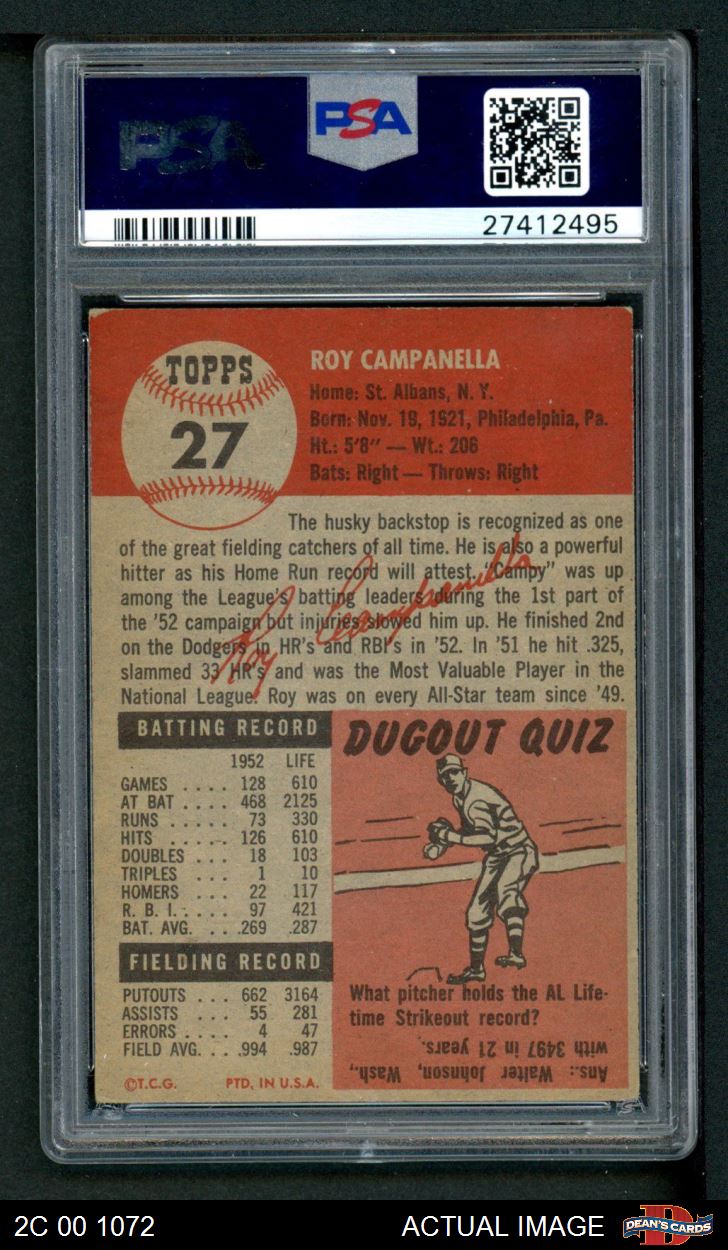 PSA
PSA
27412495
TOPPS
27
ROY CAMPANELLA
Home: St. Albans, N. Y.
Born: Nov. 19, 1921, Philadelphia, Pa.
Ht.: 5'8" — Wt.: 206
Bats: Right — Throws: Right
The husky backstop is recognized as one
of the great fielding catchers of all time. He is also a powerful
hitter as his Home Run record will attest. "Campy" was up
among the League's batting leaders during the 1st part of
the '52 campaign but injuries slowed him up. He finished 2nd
on the Dodgers in HR's and RBI's in '52. In '51 he hit .325,
slammed 33 HR's and was the Most Valuable Player in the
National League. Roy was on every All-Star team since '49.
Roy Campanella
BATTING RECORD
1952 LIFE
GAMES .... 128 610
AT BAT .... 468 2125
RUNS ..... 73 330
HITS ..... 126 610
DOUBLES ... 18 103
TRIPLES ... 1 10
HOMERS ... 22 117
R. B. I. .... 97 421
BAT. AVG. ... .269 .287
FIELDING RECORD
PUTOUTS ... 662 3164
ASSISTS ... 55 281
ERRORS .... 4 47
FIELD AVG. ... .994 .987
©T.C.G. PTD. IN U.S.A.
DUGOUT QUIZ
What pitcher holds the AL Life-
time Strikeout record?
Ans.: Walter Johnson, Wash.,
with 3497 in 21 years.
2C 00 1072
ACTUAL IMAGE
DEAN'S CARDS